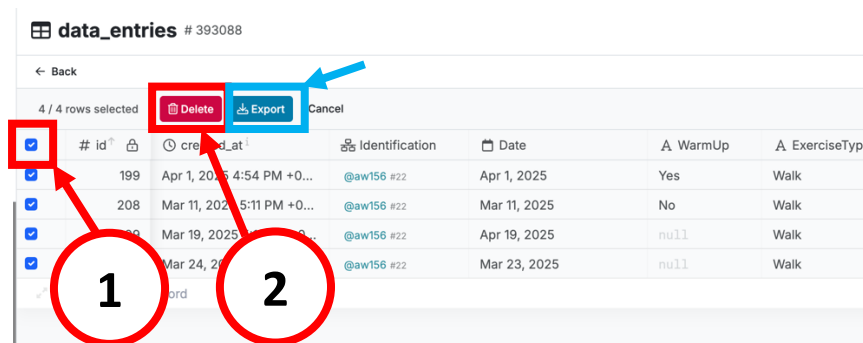 data_entries # 393088
← Back
4 / 4 rows selected Delete Export Cancel
# id created_at Identification Date WarmUp ExerciseTyp
199 Apr 1, 2025 4:54 PM +0... @aw156 #22 Apr 1, 2025 Yes Walk
208 Mar 11, 202 5:11 PM +0... @aw156 #22 Mar 11, 2025 No Walk
Mar 19, 2025 @aw156 #22 Apr 19, 2025 null Walk
Mar 24, @aw156 #22 Mar 23, 2025 null Walk
1 2